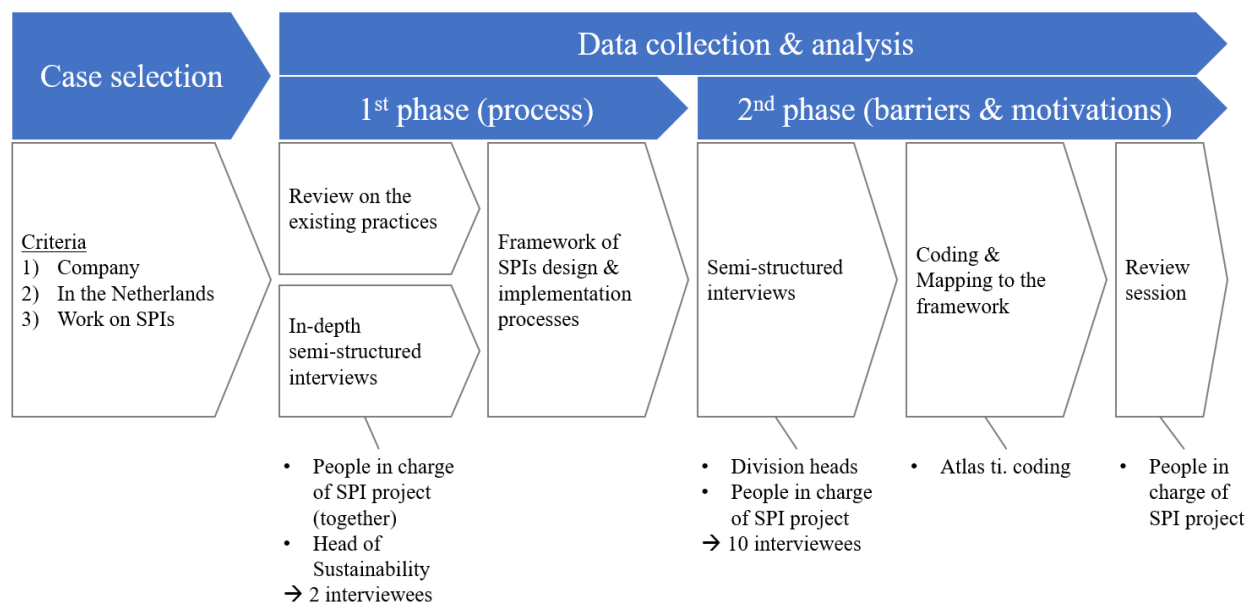 Case selection
Data collection & analysis
1st phase (process)
2nd phase (barriers & motivations)
Criteria
1) Company
2) In the Netherlands
3) Work on SPIs
Review on the
existing practices
In-depth
semi-structured
interviews
Framework of
SPIs design &
implementation
processes
Semi-structured
interviews
Coding &
Mapping to the
framework
Review
session
• People in charge
of SPI project
(together)
• Head of
Sustainability
→ 2 interviewees
• Division heads
• People in charge
of SPI project
→ 10 interviewees
• Atlas ti. coding
• People in
charge of
SPI project